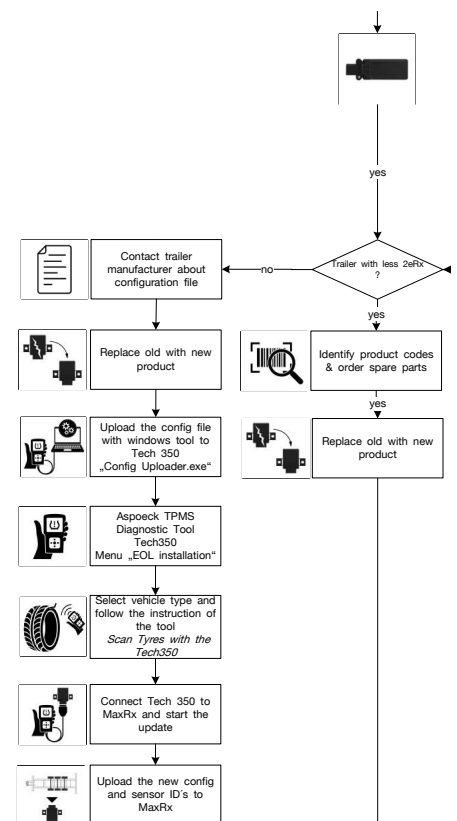 yes
Trailer with less 2eRx
?
no
yes
Contact trailer
manufacturer about
configuration file
Identify product codes
& order spare parts
yes
Replace old with new
product
Replace old with new
product
Upload the config file
with windows tool to
Tech 350
„Config Uploader.exe“
Aspoeck TPMS
Diagnostic Tool
Tech350
Menu „EOL installation“
Select vehicle type and
follow the instruction of
the tool
Scan Tyres with the
Tech350
Connect Tech 350 to
MaxRx and start the
update
Upload the new config
and sensor ID´s to
MaxRx